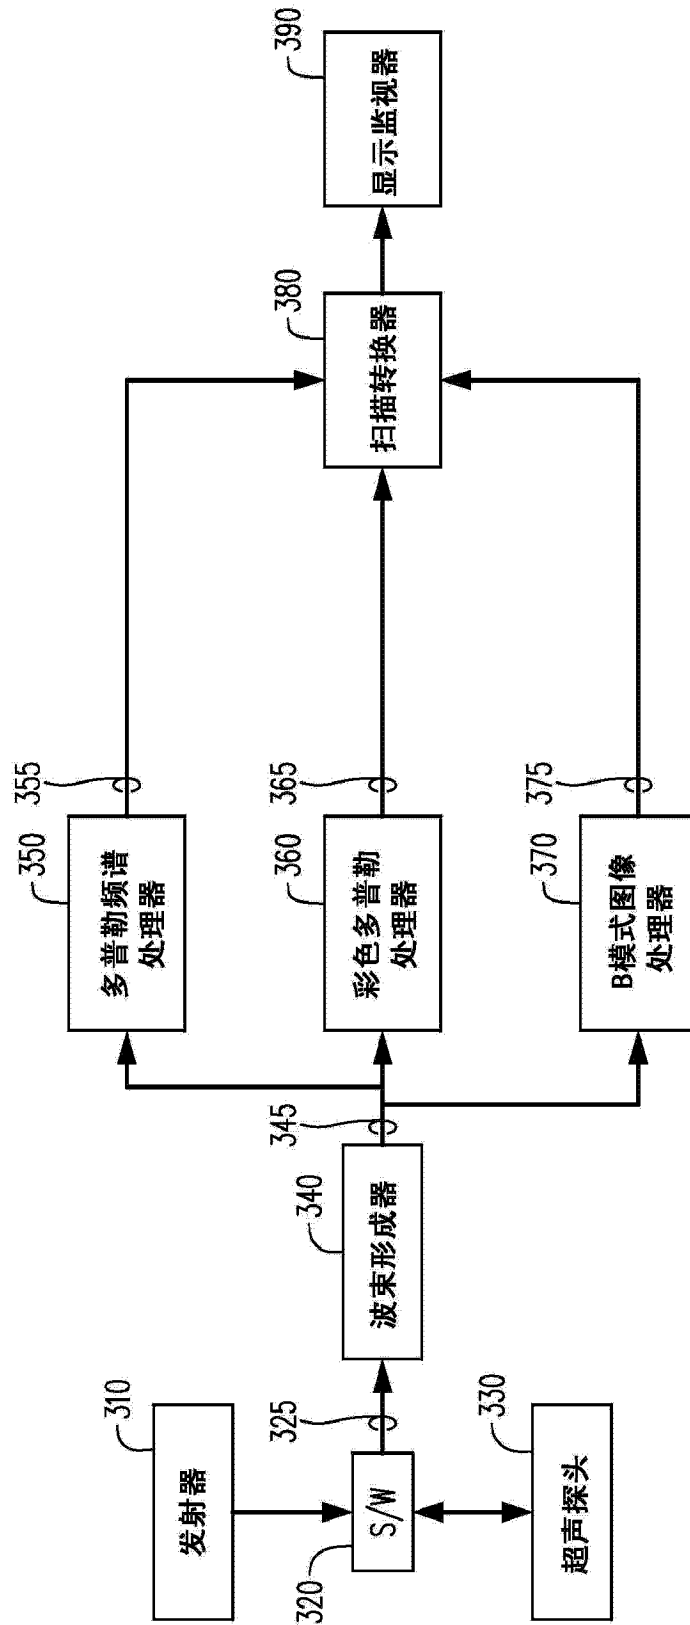 310
发射器
320
S/W
325
330
超声探头
340
波束形成器
345
350
多普勒频谱
处理器
355
360
彩色多普勒
处理器
365
370
B模式图像
处理器
375
380
扫描转换器
390
显示监视器